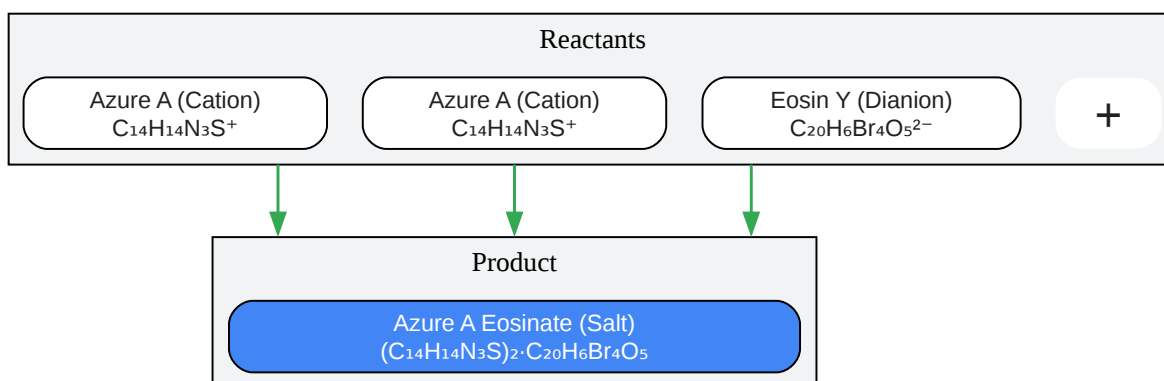 Reactants
Azure A (Cation)
C₁₄H₁₄N₃S⁺
Azure A (Cation)
C₁₄H₁₄N₃S⁺
Eosin Y (Dianion)
C₂₀H₆Br₄O₅²⁻
+
Product
Azure A Eosinate (Salt)
(C₁₄H₁₄N₃S)₂·C₂₀H₆Br₄O₅